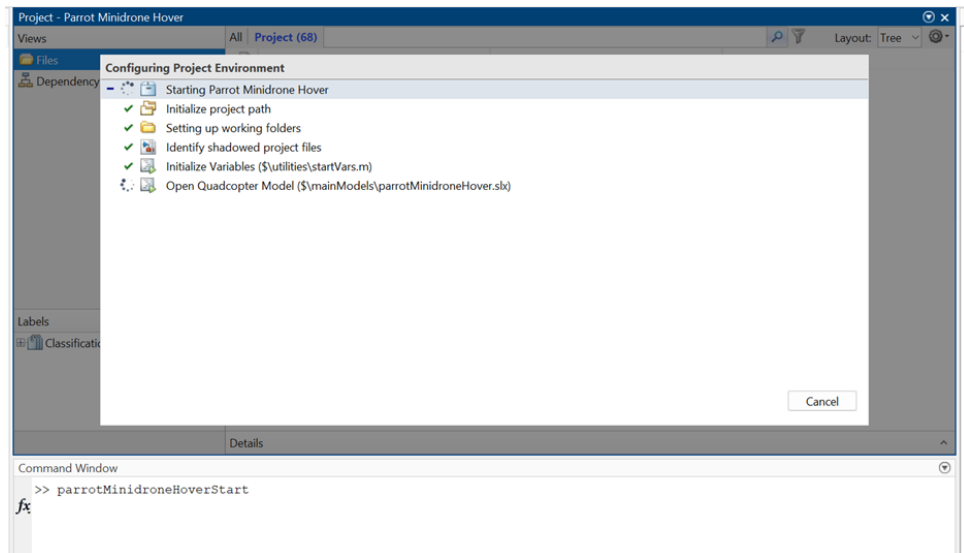 Project - Parrot Minidrone Hover
Views
All Project (68)
Layout: Tree
Files
Dependency
Configuring Project Environment
Starting Parrot Minidrone Hover
Initialize project path
Setting up working folders
Identify shadowed project files
Initialize Variables ($\utilities\startVars.m)
Open Quadcopter Model ($\mainModels\parrotMinidroneHover.slx)
Labels
Classificatio
Cancel
Details
Command Window
>> parrotMinidroneHoverStart
fx